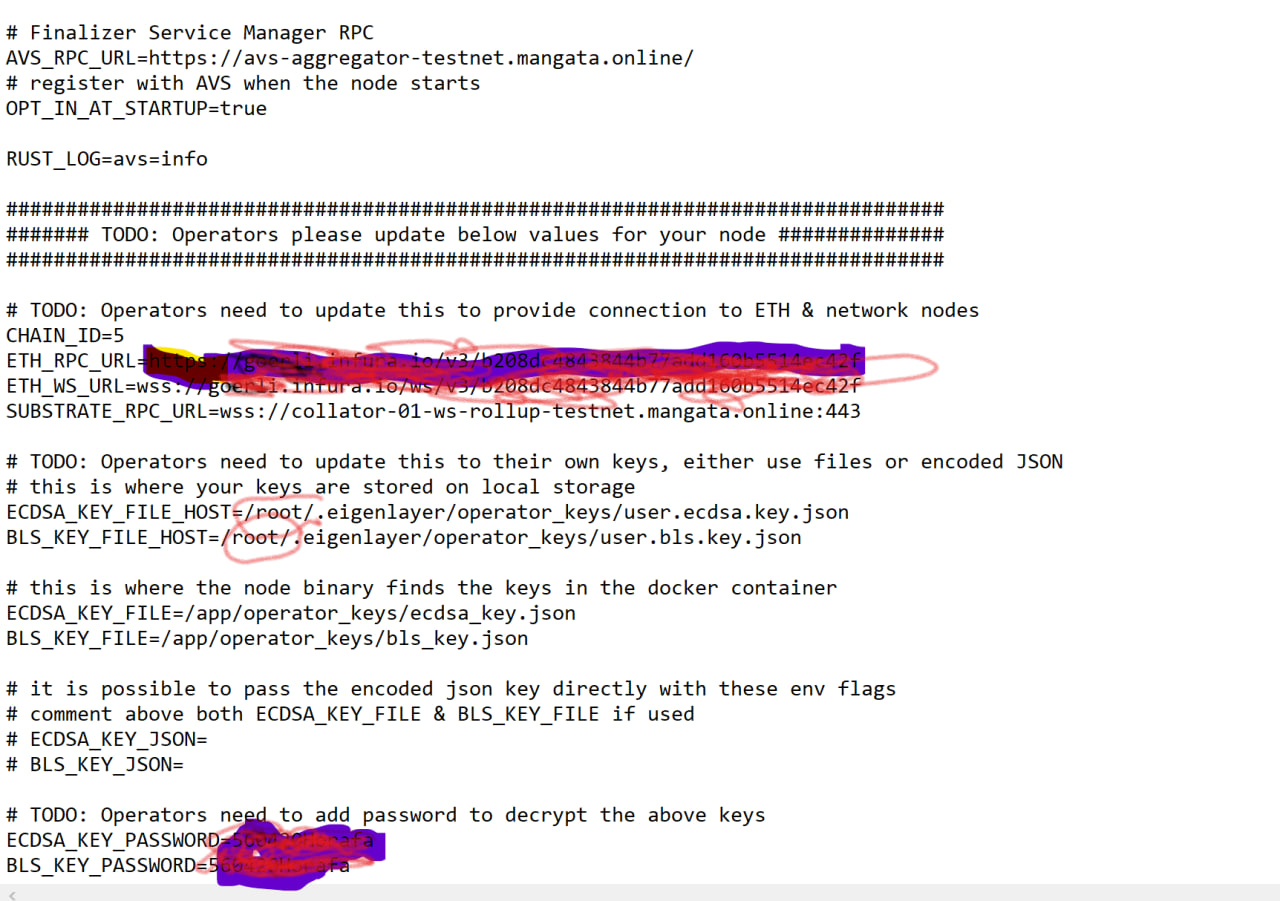 # Finalizer Service Manager RPC
AVS_RPC_URL=https://avs-aggregator-testnet.mangata.online/
# register with AVS when the node starts
OPT_IN_AT_STARTUP=true
RUST_LOG=avs=info
###############################################################################
####### TODO: Operators please update below values for your node ##############
###############################################################################
# TODO: Operators need to update this to provide connection to ETH & network nodes
CHAIN_ID=5
ETH_RPC_URL=
ETH_WS_URL=
SUBSTRATE_RPC_URL=wss://collator-01-ws-rollup-testnet.mangata.online:443
# TODO: Operators need to update this to their own keys, either use files or encoded JSON
# this is where your keys are stored on local storage
ECDSA_KEY_FILE_HOST=/root/.eigenlayer/operator_keys/user.ecdsa.key.json
BLS_KEY_FILE_HOST=/root/.eigenlayer/operator_keys/user.bls.key.json
# this is where the node binary finds the keys in the docker container
ECDSA_KEY_FILE=/app/operator_keys/ecdsa_key.json
BLS_KEY_FILE=/app/operator_keys/bls_key.json
# it is possible to pass the encoded json key directly with these env flags
# comment above both ECDSA_KEY_FILE & BLS_KEY_FILE if used
# ECDSA_KEY_JSON=
# BLS_KEY_JSON=
# TODO: Operators need to add password to decrypt the above keys
ECDSA_KEY_PASSWORD=
BLS_KEY_PASSWORD=